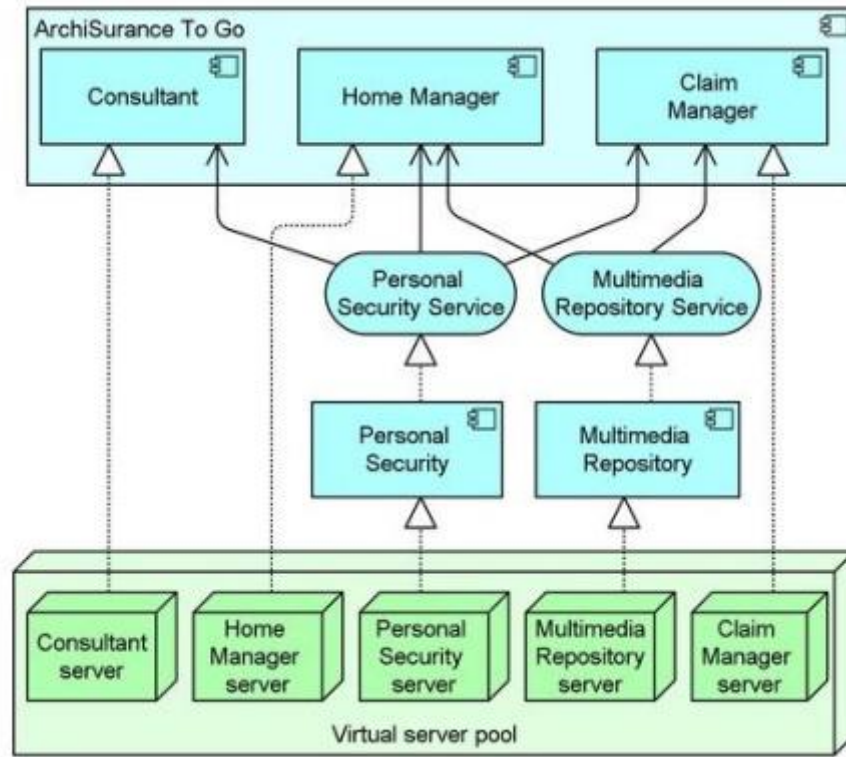 ArchiSurance To Go
Consultant
Home Manager
Claim
Manager
Personal
Security Service
Multimedia
Repository Service
Personal
Security
Multimedia
Repository
Consultant
server
Home
Manager
server
Personal
Security
server
Multimedia
Repository
server
Claim
Manager
server
Virtual server pool